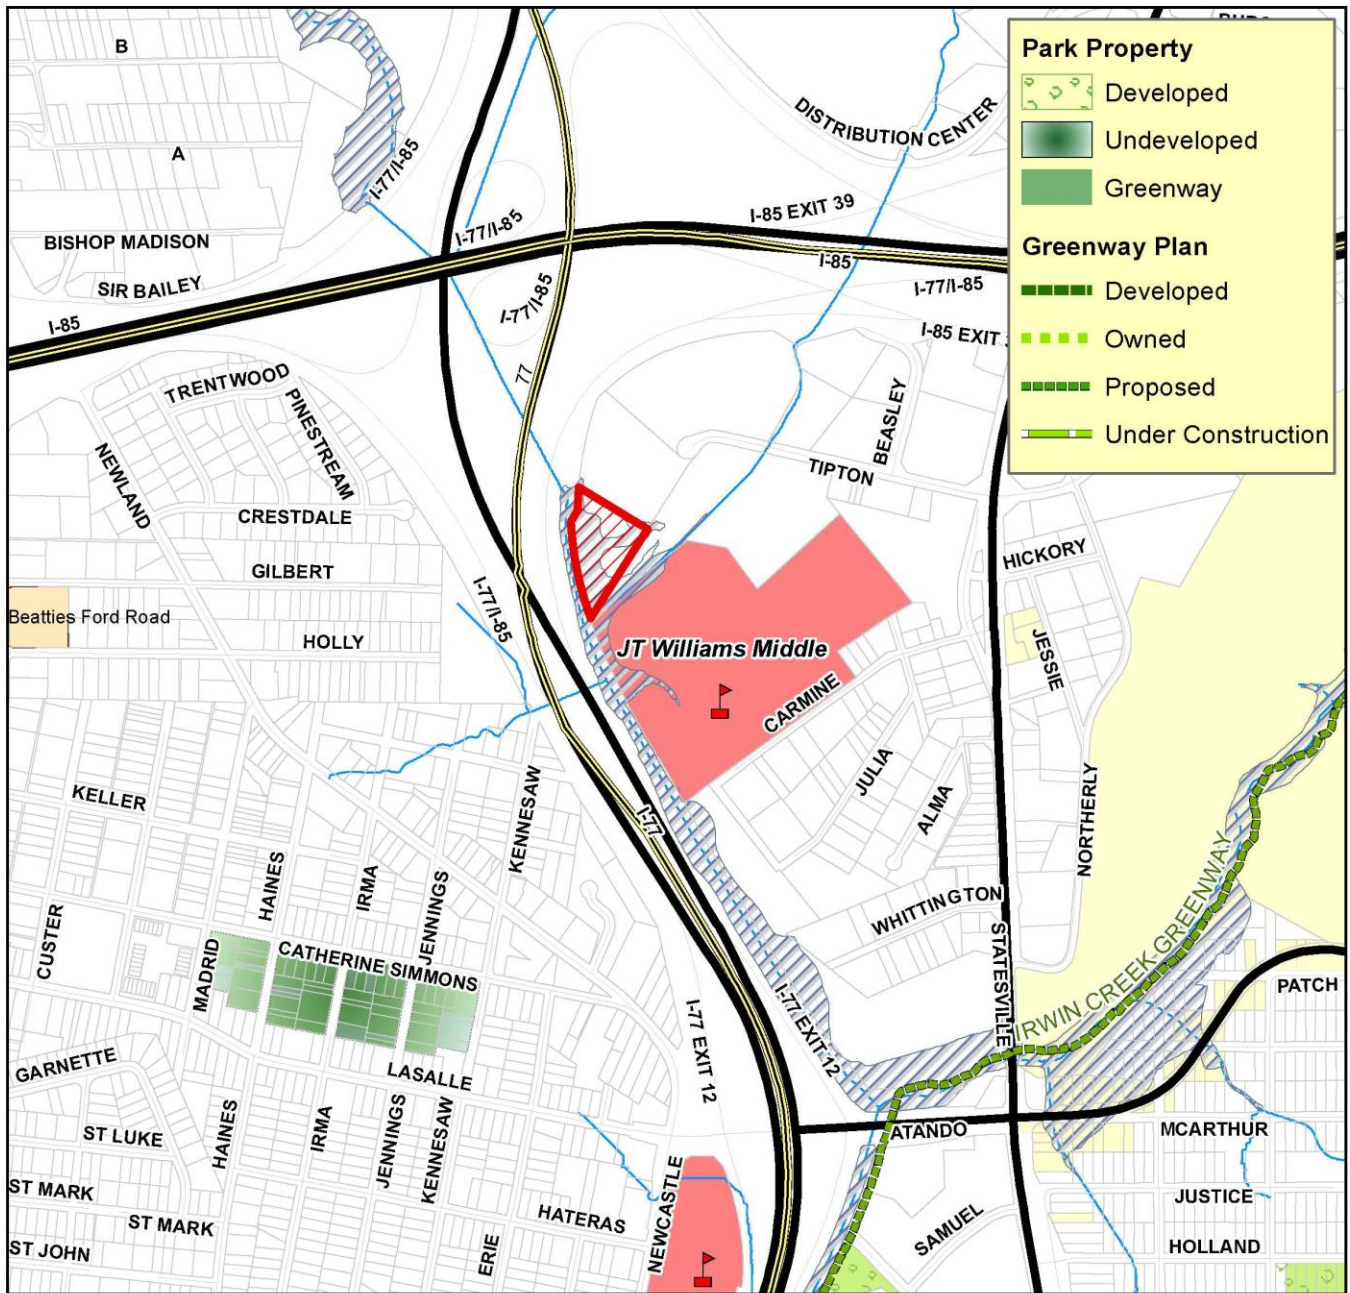 B
A
I-77/I-85
DISTRIBUTION CENTER
Park Property
Developed
Undeveloped
Greenway
Greenway Plan
Developed
Owned
Proposed
Under Construction
BISHOP MADISON
SIR BAILEY
I-85
I-77/I-85
I-77/I-85
I-85 EXIT 39
I-85
I-77/I-85
I-85 EXIT
77
TRENTWOOD
PINESTREAM
NEWLAND
CRESTDALE
GILBERT
HOLLY
Beatties Ford Road
I-77/I-85
BEASLEY
TIPTON
HICKORY
JESSIE
JT Williams Middle
CARMINE
JULIA
ALMA
NORTHERLY
WHITTINGTON
STATESVILLE
KELLER
KENNESAW
I-77
HAINES
IRMA
JENNINGS
CUSTER
MADRID
CATHERINE SIMMONS
I-77 EXIT 12
I-77 EXIT 12
IRWIN CREEK GREENWAY
PATCH
GARNETTE
LASALLE
ST LUKE
HAINES
IRMA
JENNINGS
KENNESAW
ATANDO
MCARTHUR
ST MARK
ST MARK
ST JOHN
ERIE
HATERAS
NEWCASTLE
SAMUEL
JUSTICE
HOLLAND